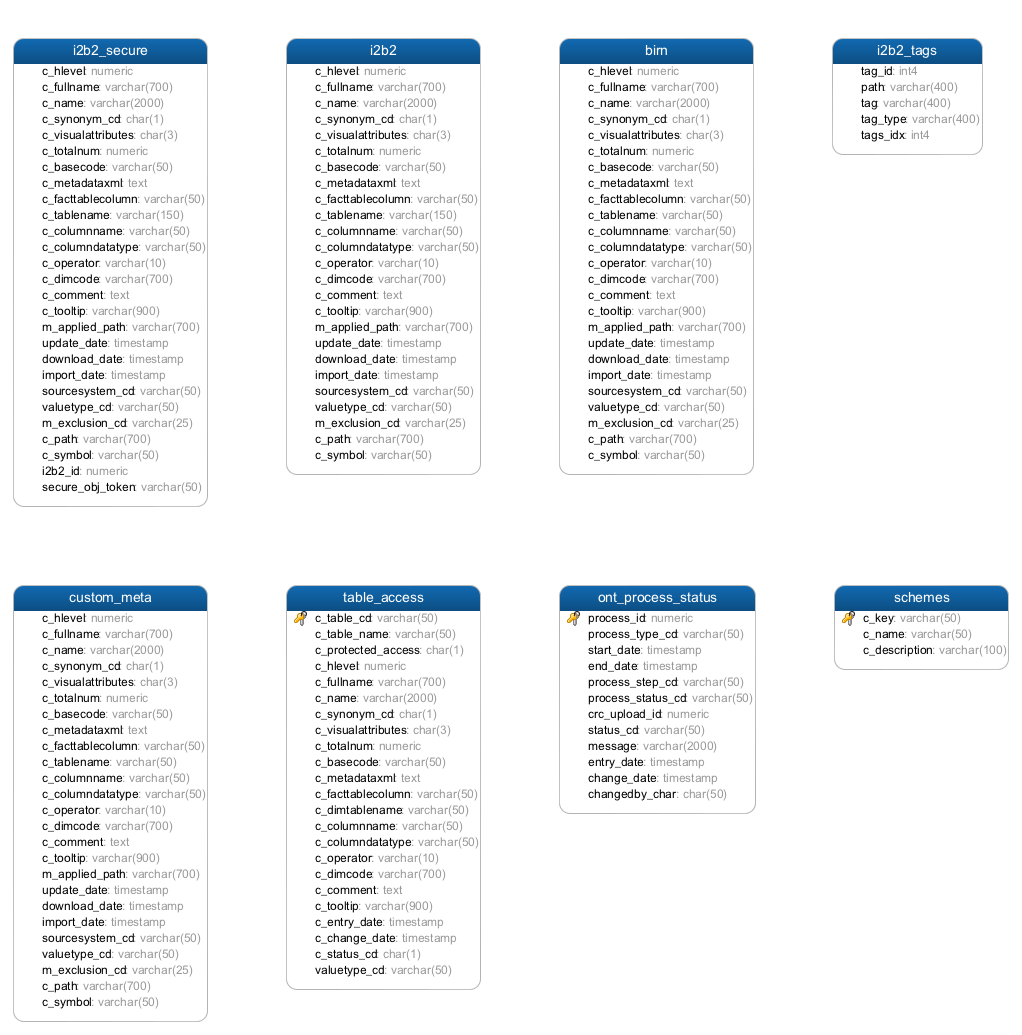 i2b2_secure
c_hlevel: numeric
c_fullname: varchar(700)
c_name: varchar(2000)
c_synonym_cd: char(1)
c_visualattributes: char(3)
c_totalnum: numeric
c_basecode: varchar(50)
c_metadataxml: text
c_facttablecolumn: varchar(50)
c_tablename: varchar(150)
c_columnname: varchar(50)
c_columndatatype: varchar(50)
c_operator: varchar(10)
c_dimcode: varchar(700)
c_comment: text
c_tooltip: varchar(900)
m_applied_path: varchar(700)
update_date: timestamp
download_date: timestamp
import_date: timestamp
sourcesystem_cd: varchar(50)
valuetype_cd: varchar(50)
m_exclusion_cd: varchar(25)
c_path: varchar(700)
c_symbol: varchar(50)
i2b2_id: numeric
secure_obj_token: varchar(50)
i2b2
c_hlevel: numeric
c_fullname: varchar(700)
c_name: varchar(2000)
c_synonym_cd: char(1)
c_visualattributes: char(3)
c_totalnum: numeric
c_basecode: varchar(50)
c_metadataxml: text
c_facttablecolumn: varchar(50)
c_tablename: varchar(150)
c_columnname: varchar(50)
c_columndatatype: varchar(50)
c_operator: varchar(10)
c_dimcode: varchar(700)
c_comment: text
c_tooltip: varchar(900)
m_applied_path: varchar(700)
update_date: timestamp
download_date: timestamp
import_date: timestamp
sourcesystem_cd: varchar(50)
valuetype_cd: varchar(50)
m_exclusion_cd: varchar(25)
c_path: varchar(700)
c_symbol: varchar(50)
birn
c_hlevel: numeric
c_fullname: varchar(700)
c_name: varchar(2000)
c_synonym_cd: char(1)
c_visualattributes: char(3)
c_totalnum: numeric
c_basecode: varchar(50)
c_metadataxml: text
c_facttablecolumn: varchar(50)
c_tablename: varchar(50)
c_columnname: varchar(50)
c_columndatatype: varchar(50)
c_operator: varchar(10)
c_dimcode: varchar(700)
c_comment: text
c_tooltip: varchar(900)
m_applied_path: varchar(700)
update_date: timestamp
download_date: timestamp
import_date: timestamp
sourcesystem_cd: varchar(50)
valuetype_cd: varchar(50)
m_exclusion_cd: varchar(25)
c_path: varchar(700)
c_symbol: varchar(50)
i2b2_tags
tag_id: int4
path: varchar(400)
tag: varchar(400)
tag_type: varchar(400)
tags_idx: int4
custom_meta
c_hlevel: numeric
c_fullname: varchar(700)
c_name: varchar(2000)
c_synonym_cd: char(1)
c_visualattributes: char(3)
c_totalnum: numeric
c_basecode: varchar(50)
c_metadataxml: text
c_facttablecolumn: varchar(50)
c_tablename: varchar(50)
c_columnname: varchar(50)
c_columndatatype: varchar(50)
c_operator: varchar(10)
c_dimcode: varchar(700)
c_comment: text
c_tooltip: varchar(900)
m_applied_path: varchar(700)
update_date: timestamp
download_date: timestamp
import_date: timestamp
sourcesystem_cd: varchar(50)
valuetype_cd: varchar(50)
m_exclusion_cd: varchar(25)
c_path: varchar(700)
c_symbol: varchar(50)
table_access
c_table_cd: varchar(50)
c_table_name: varchar(50)
c_protected_access: char(1)
c_hlevel: numeric
c_fullname: varchar(700)
c_name: varchar(2000)
c_synonym_cd: char(1)
c_visualattributes: char(3)
c_totalnum: numeric
c_basecode: varchar(50)
c_metadataxml: text
c_facttablecolumn: varchar(50)
c_dimtablename: varchar(50)
c_columnname: varchar(50)
c_columndatatype: varchar(50)
c_operator: varchar(10)
c_dimcode: varchar(700)
c_comment: text
c_tooltip: varchar(900)
c_entry_date: timestamp
c_change_date: timestamp
c_status_cd: char(1)
valuetype_cd: varchar(50)
ont_process_status
process_id: numeric
process_type_cd: varchar(50)
start_date: timestamp
end_date: timestamp
process_step_cd: varchar(50)
process_status_cd: varchar(50)
crc_upload_id: numeric
status_cd: varchar(50)
message: varchar(2000)
entry_date: timestamp
change_date: timestamp
changedby_char: char(50)
schemes
c_key: varchar(50)
c_name: varchar(50)
c_description: varchar(100)